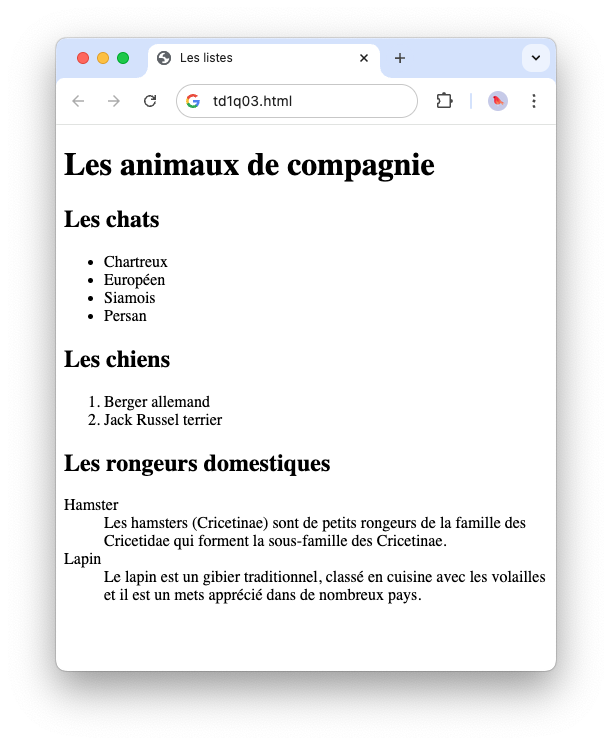 Les listes
td1q03.html
Les animaux de compagnie
Les chats
• Chartreux
• Européen
• Siamois
• Persan
Les chiens
1. Berger allemand
2. Jack Russel terrier
Les rongeurs domestiques
Hamster
Les hamsters (Cricetinae) sont de petits rongeurs de la famille des
Cricetidae qui forment la sous-famille des Cricetinae.
Lapin
Le lapin est un gibier traditionnel, classé en cuisine avec les volailles
et il est un mets apprécié dans de nombreux pays.